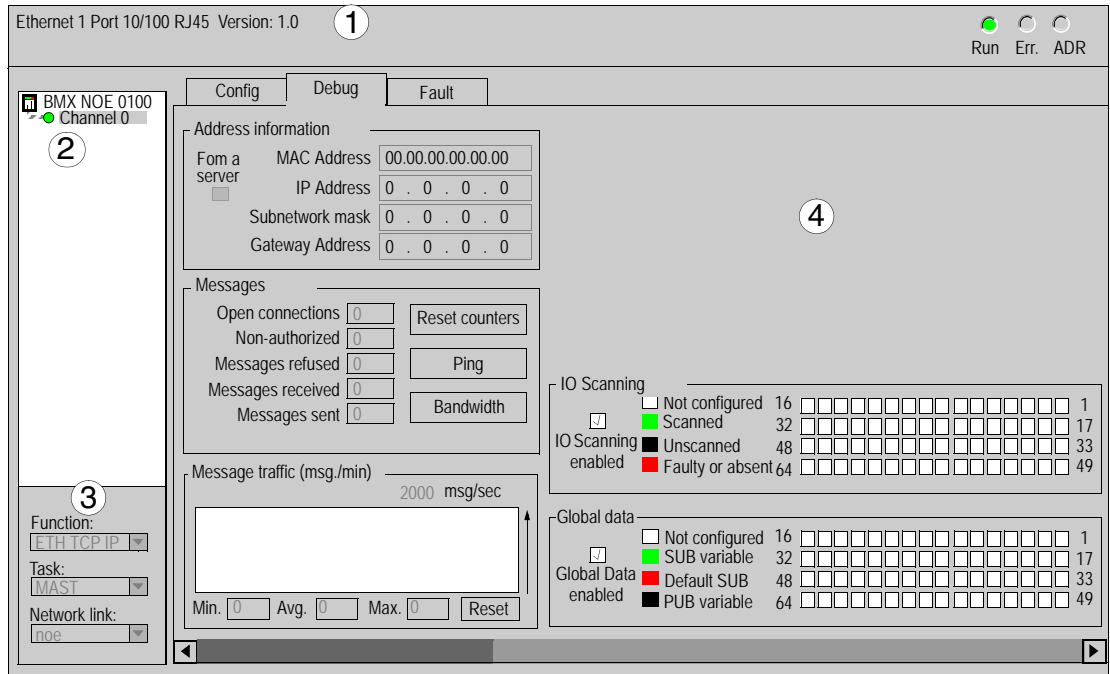 Ethernet 1 Port 10/100 RJ45 Version: 1.0
1
Run Err. ADR
BMX NOE 0100
Channel 0
2
3
Function:
ETH TCP IP
Task:
MAST
Network link:
noe
Config Debug Fault
Address information
Fom a
server
MAC Address 00.00.00.00.00.00
IP Address 0 . 0 . 0 . 0
Subnetwork mask 0 . 0 . 0 . 0
Gateway Address 0 . 0 . 0 . 0
4
Messages
Open connections 0
Non-authorized 0
Messages refused 0
Messages received 0
Messages sent 0
Reset counters
Ping
Bandwidth
Message traffic (msg./min)
2000 msg/sec
Min. 0 Avg. 0 Max. 0 Reset
IO Scanning
IO Scanning
enabled
Not configured 16 1
Scanned 32 17
Unscanned 48 33
Faulty or absent 64 49
Global data
Global Data
enabled
Not configured 16 1
SUB variable 32 17
Default SUB 48 33
PUB variable 64 49